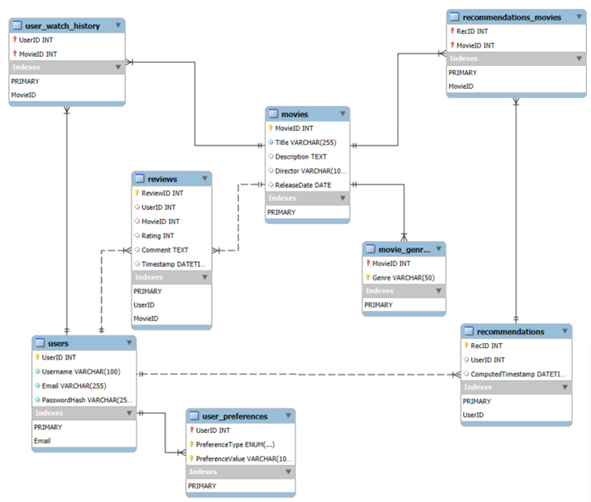 user_watch_history
UserID INT
MovieID INT
Indexes
PRIMARY
MovieID
recommendations_movies
RecID INT
MovieID INT
Indexes
PRIMARY
MovieID
movies
MovieID INT
Title VARCHAR(255)
Description TEXT
Director VARCHAR(10...
ReleaseDate DATE
Indexes
PRIMARY
reviews
ReviewID INT
UserID INT
MovieID INT
Rating INT
Comment TEXT
Timestamp DATETI...
Indexes
PRIMARY
UserID
MovieID
movie_genr...
MovieID INT
Genre VARCHAR(50)
Indexes
PRIMARY
users
UserID INT
Username VARCHAR(100)
Email VARCHAR(255)
PasswordHash VARCHAR(25...
Indexes
PRIMARY
Email
recommendations
RecID INT
UserID INT
ComputedTimestamp DATETI...
Indexes
PRIMARY
UserID
user_preferences
UserID INT
PreferenceType ENUM(...)
PreferenceValue VARCHAR(10...
Indexes
PRIMARY